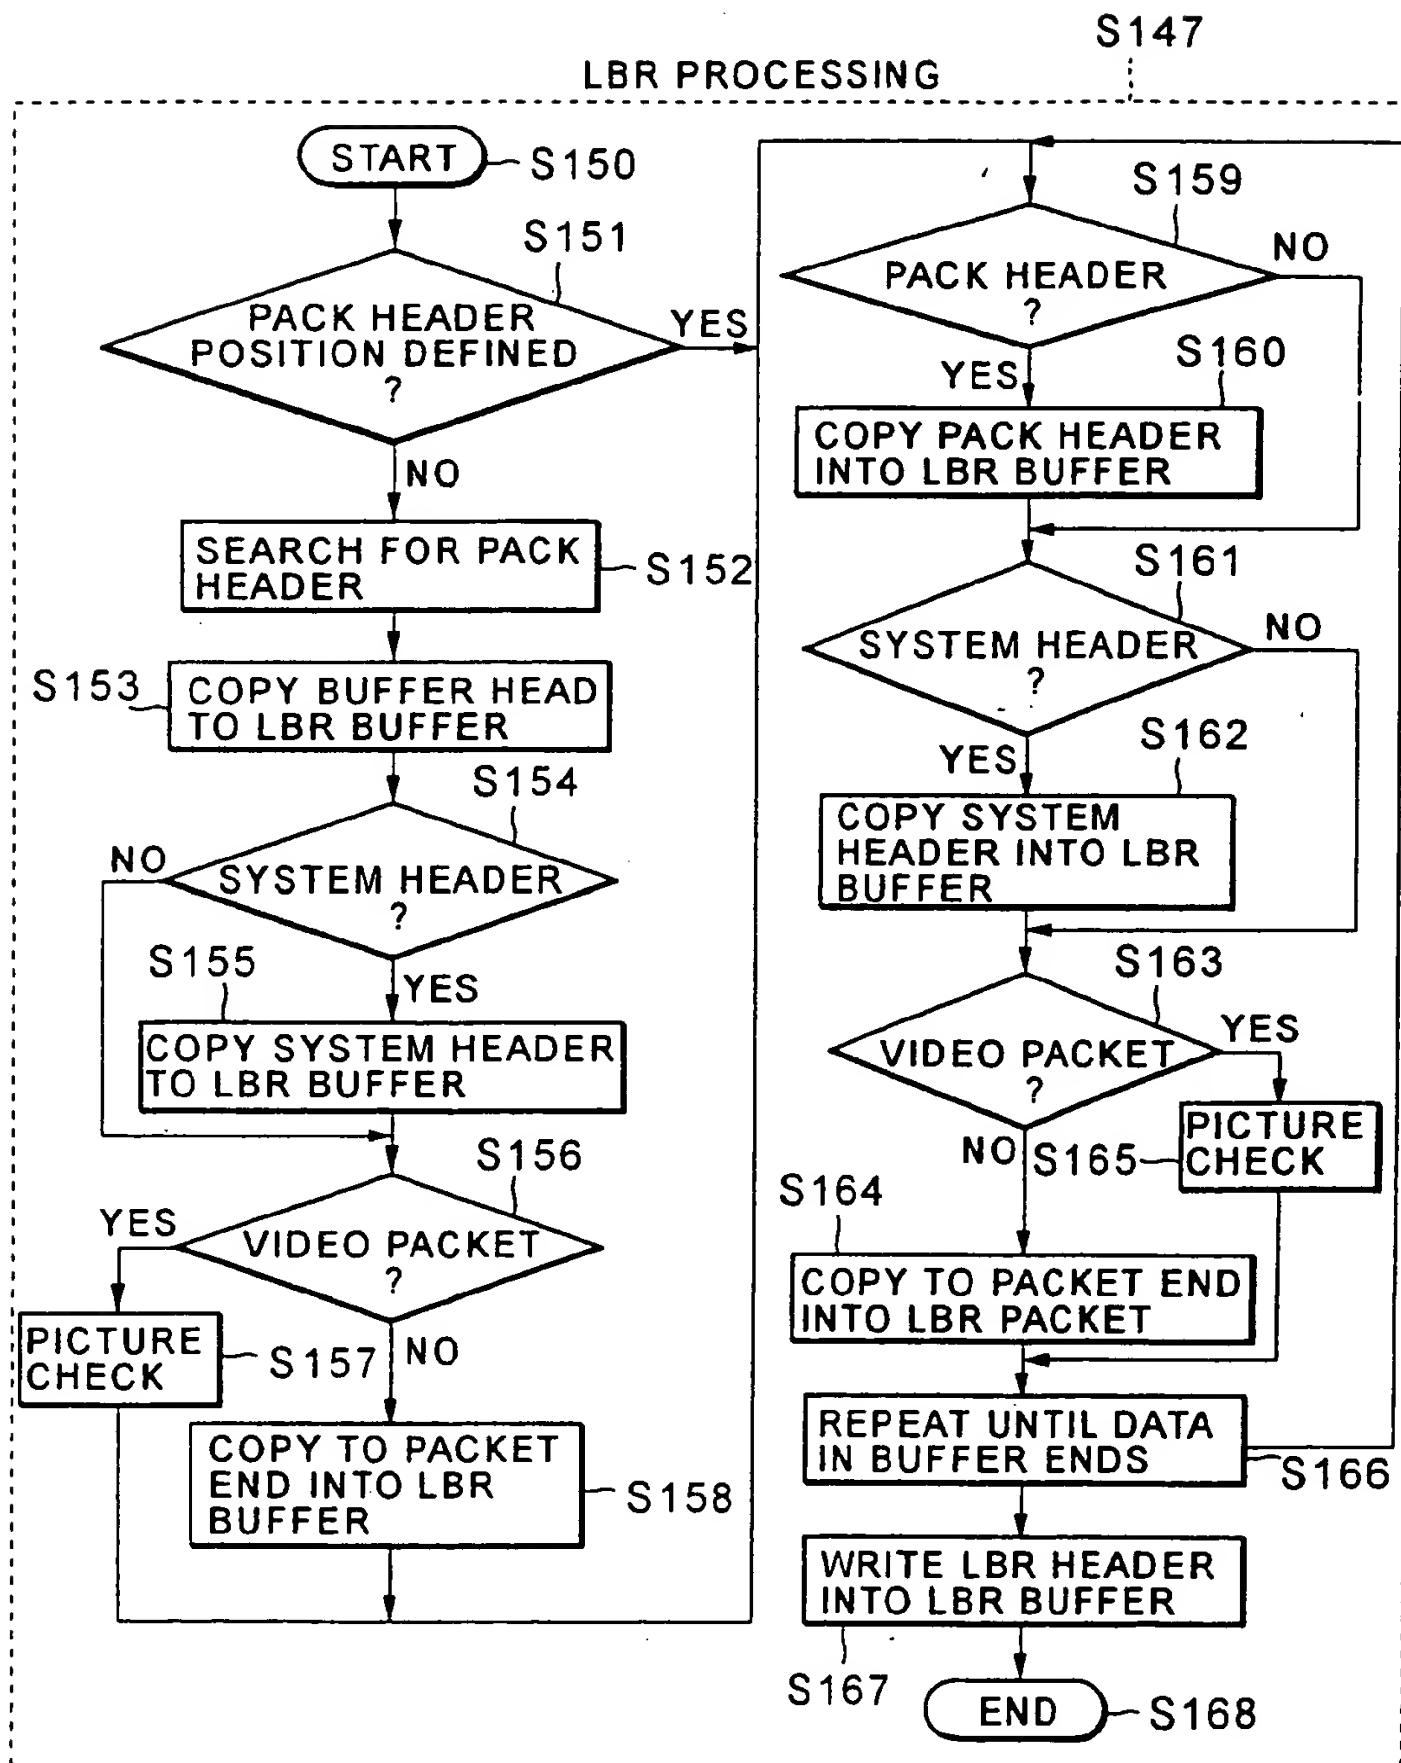 S147
LBR PROCESSING
START
S150
S151
PACK HEADER
POSITION DEFINED
?
YES
NO
SEARCH FOR PACK
HEADER
S152
S153
COPY BUFFER HEAD
TO LBR BUFFER
S154
NO
SYSTEM HEADER
?
S155
YES
COPY SYSTEM HEADER
TO LBR BUFFER
S156
YES
VIDEO PACKET
?
PICTURE
CHECK
S157
NO
COPY TO PACKET
END INTO LBR
BUFFER
S158
S159
NO
PACK HEADER
?
YES
S160
COPY PACK HEADER
INTO LBR BUFFER
S161
NO
SYSTEM HEADER
?
YES
S162
COPY SYSTEM
HEADER INTO LBR
BUFFER
S163
YES
VIDEO PACKET
?
NO
S165
PICTURE
CHECK
S164
COPY TO PACKET END
INTO LBR PACKET
REPEAT UNTIL DATA
IN BUFFER ENDS
S166
WRITE LBR HEADER
INTO LBR BUFFER
S167
END
S168